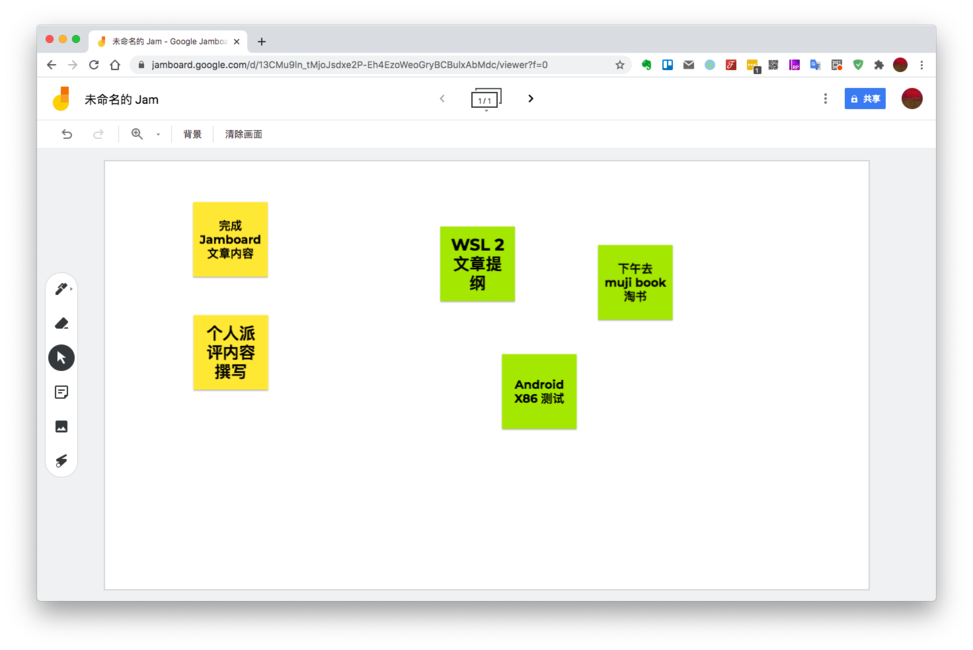 未命名的 Jam - Google Jamboa
jamboard.google.com/d/13CMu9In_tMjoJsdxe2P-Eh4EzoWeoGryBCBulxAbMdc/viewer?f=0
未命名的 Jam
1/1
共享
背景
清除画面
完成
Jamboard
文章内容
WSL 2
文章提
纲
下午去
muji book
淘书
个人派
评内容
撰写
Android
X86 测试